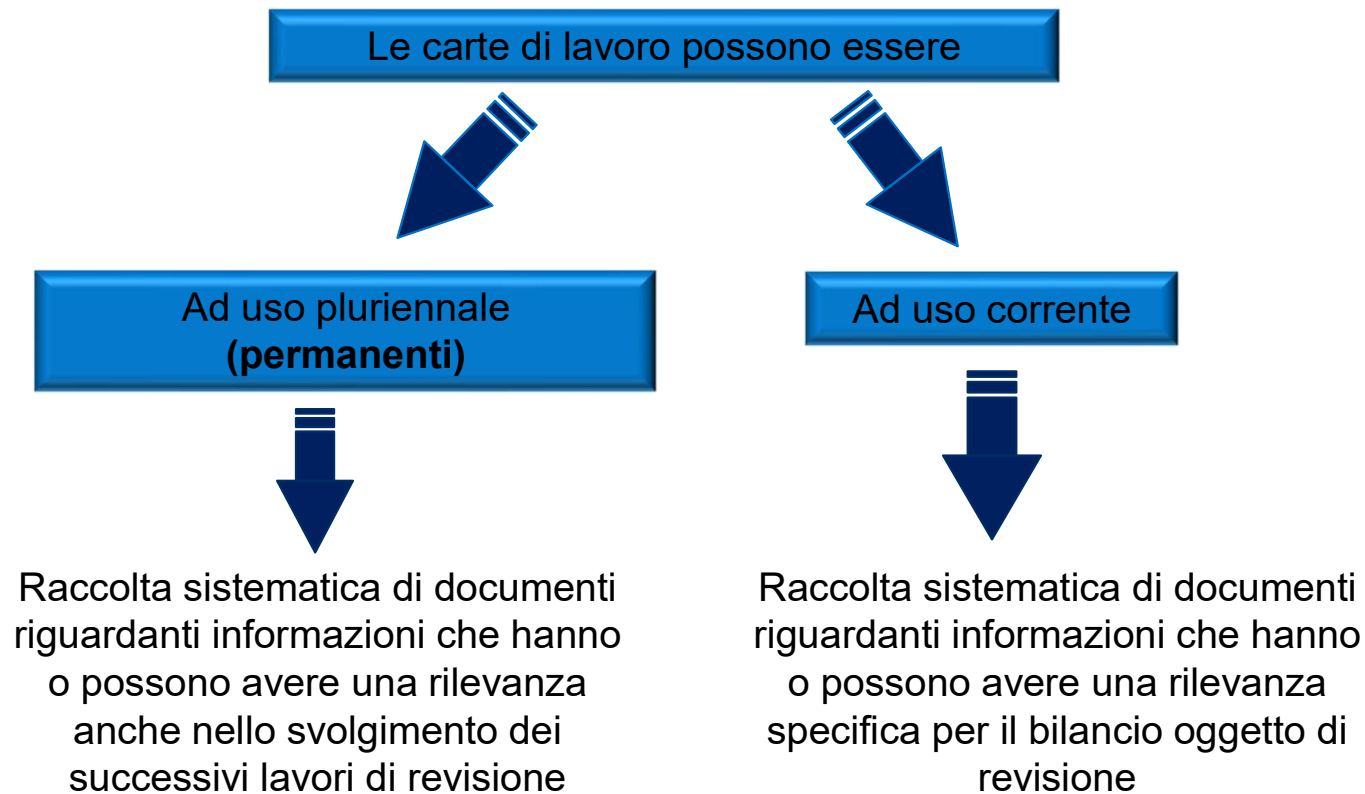 Le carte di lavoro possono essere
Ad uso pluriennale
(permanenti)
Ad uso corrente
Raccolta sistematica di documenti
riguardanti informazioni che hanno
o possono avere una rilevanza
anche nello svolgimento dei
successivi lavori di revisione
Raccolta sistematica di documenti
riguardanti informazioni che hanno
o possono avere una rilevanza
specifica per il bilancio oggetto di
revisione